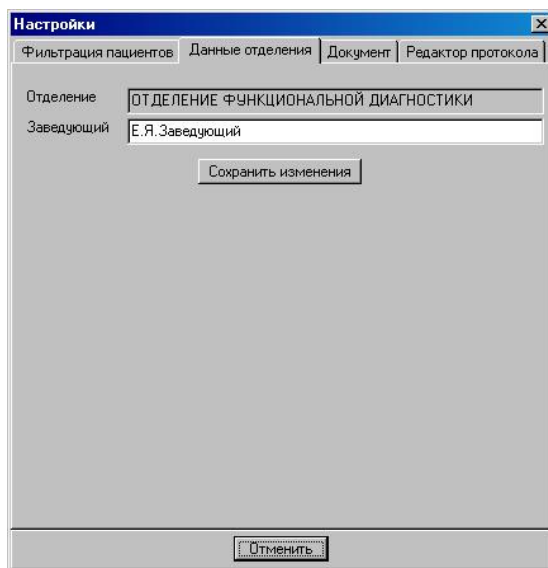 Настройки
Фильтрация пациентов Данные отделения Документ Редактор протокола
Отделение ОТДЕЛЕНИЕ ФУНКЦИОНАЛЬНОЙ ДИАГНОСТИКИ
Заведующий Е.Я.Заведующий
Сохранить изменения
Отменить